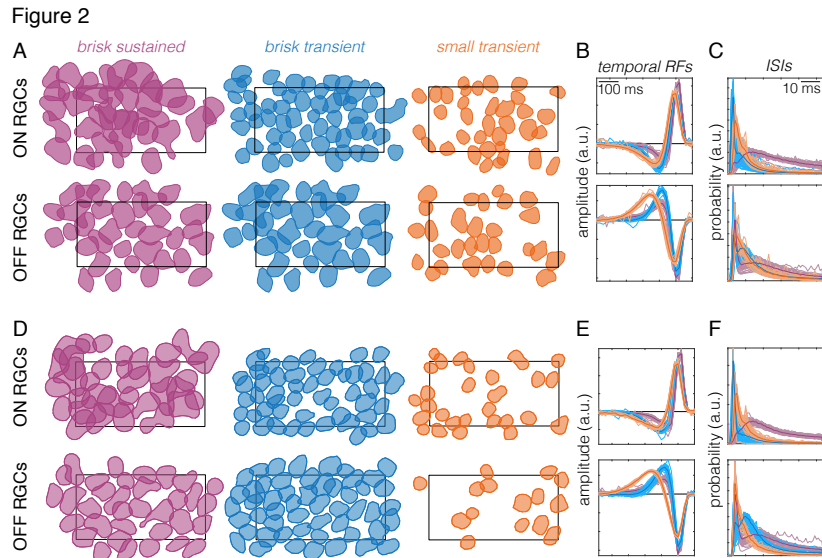 Figure 2
A
brisk sustained
brisk transient
small transient
B
temporal RFs
100 ms
C
ISIs
10 ms
ON RGCs
OFF RGCs
amplitude (a.u.)
probability (a.u.)
D
ON RGCs
OFF RGCs
E
amplitude (a.u.)
F
probability (a.u.)